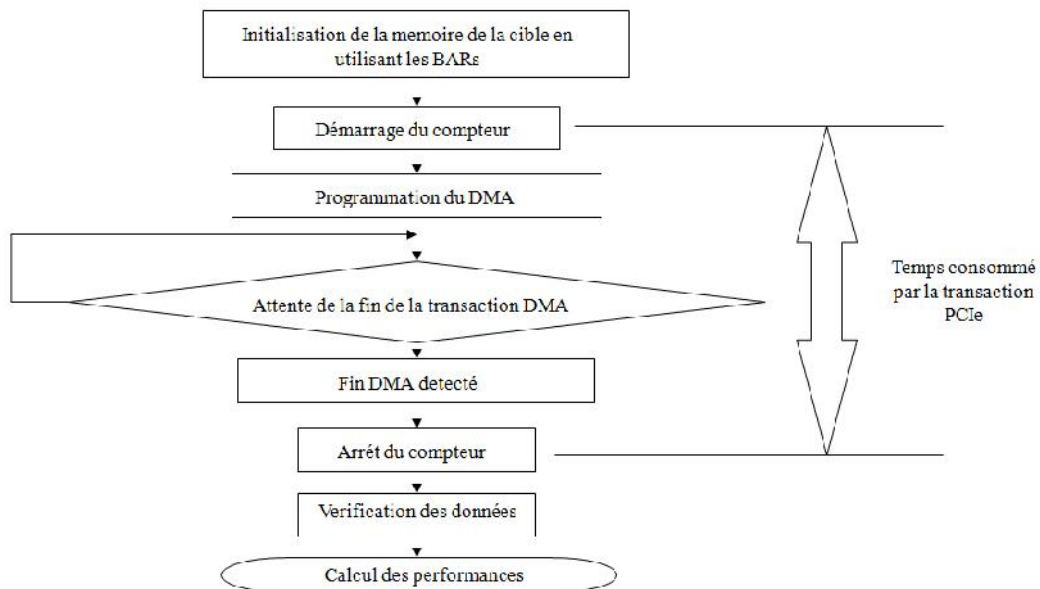 Initialisation de la memoire de la cible en
utilisant les BARs
Démarrage du compteur
Programmation du DMA
Attente de la fin de la transaction DMA
Temps consommé
par la transaction
PCIe
Fin DMA detecté
Arrét du compteur
Verification des données
Calcul des performances